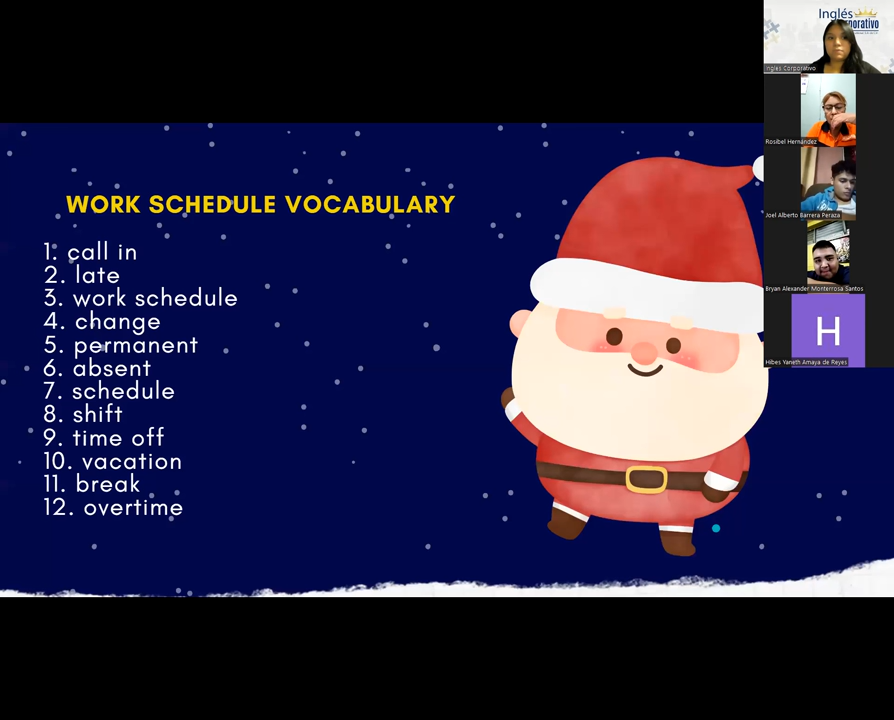 WORK SCHEDULE VOCABULARY
1. call in
2. late
3. work schedule
4. change
5. permanent
6. absent
7. schedule
8. shift
9. time off
10. vacation
11. break
12. overtime
Inglés
Inglés Corporativo
Rosibel Hernández
Joel Alberto Barrera Peraza
Bryan Alexander Monterrosa Santos
H
Hibes Yaneth Amaya de Reyes